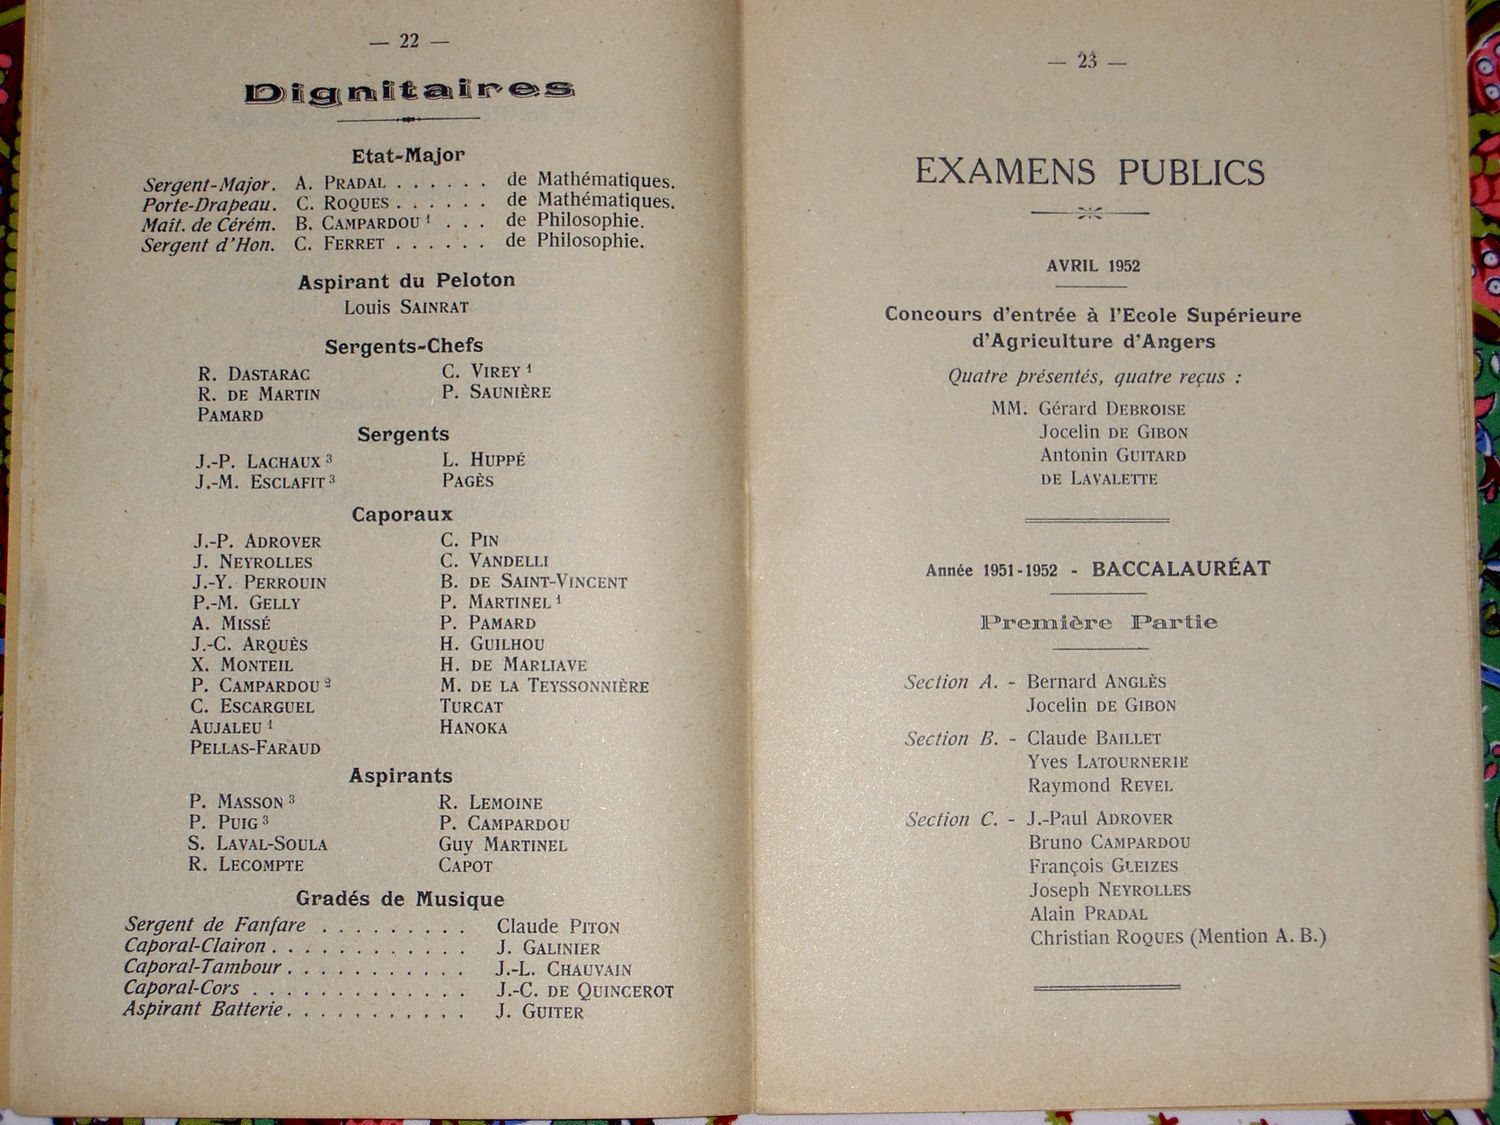 — 22 —
Dignitaires
Etat-Major
Sergent-Major. A. PRADAL . . . . . . de Mathématiques.
Porte-Drapeau. C. ROQUES . . . . . . de Mathématiques.
Mait. de Cérém. B. CAMPARDOU 1 . . . de Philosophie.
Sergent d'Hon. C. FERRET . . . . . . de Philosophie.
Aspirant du Peloton
Louis SAINRAT
Sergents-Chefs
R. DASTARAC C. VIREY 1
R. DE MARTIN P. SAUNIÈRE
PAMARD
Sergents
J.-P. LACHAUX 3 L. HUPPÉ
J.-M. ESCLAFIT 3 PAGÈS
Caporaux
J.-P. ADROVER C. PIN
J. NEYROLLES C. VANDELLI
J.-Y. PERROUIN B. DE SAINT-VINCENT
P.-M. GELLY P. MARTINEL 1
A. MISSÉ P. PAMARD
J.-C. ARQUÈS H. GUILHOU
X. MONTEIL H. DE MARLIAVE
P. CAMPARDOU 2 M. DE LA TEYSSONNIÈRE
C. ESCARGUEL TURCAT
AUJALEU 1 HANOKA
PELLAS-FARAUD
Aspirants
P. MASSON 3 R. LEMOINE
P. PUIG 3 P. CAMPARDOU
S. LAVAL-SOULA Guy MARTINEL
R. LECOMPTE CAPOT
Gradés de Musique
Sergent de Fanfare . . . . . . . . . Claude PITON
Caporal-Clairon . . . . . . . . . . . . J. GALINIER
Caporal-Tambour . . . . . . . . . . . J.-L. CHAUVAIN
Caporal-Cors . . . . . . . . . . . . . J.-C. DE QUINCEROT
Aspirant Batterie . . . . . . . . . . . J. GUITER
— 23 —
EXAMENS PUBLICS
AVRIL 1952
Concours d'entrée à l'Ecole Supérieure
d'Agriculture d'Angers
Quatre présentés, quatre reçus :
MM. Gérard DEBROISE
Jocelin DE GIBON
Antonin GUITARD
DE LAVALETTE
Année 1951-1952 - BACCALAURÉAT
Première Partie
Section A. - Bernard ANGLÈS
Jocelin DE GIBON
Section B. - Claude BAILLET
Yves LATOURNERIE
Raymond REVEL
Section C. - J.-Paul ADROVER
Bruno CAMPARDOU
François GLEIZES
Joseph NEYROLLES
Alain PRADAL
Christian ROQUES (Mention A. B.)